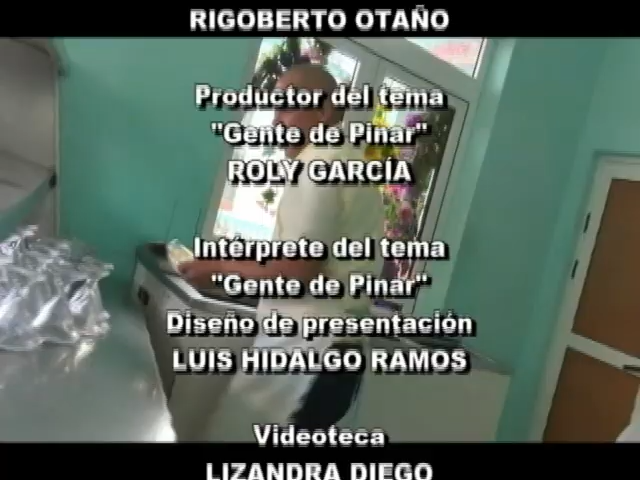 RIGOBERTO OTAÑO
Productor del tema
"Gente de Pinar"
ROLY GARCÍA
Intérprete del tema
"Gente de Pinar"
Diseño de presentación
LUIS HIDALGO RAMOS
Videoteca
LIZANDRA DIEGO